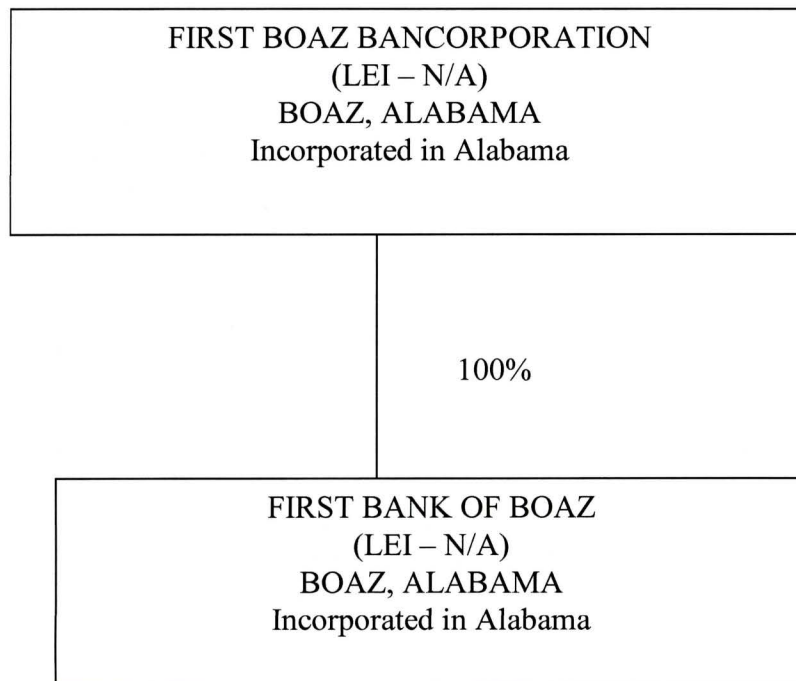 FIRST BOAZ BANCORPORATION
(LEI – N/A)
BOAZ, ALABAMA
Incorporated in Alabama
100%
FIRST BANK OF BOAZ
(LEI – N/A)
BOAZ, ALABAMA
Incorporated in Alabama